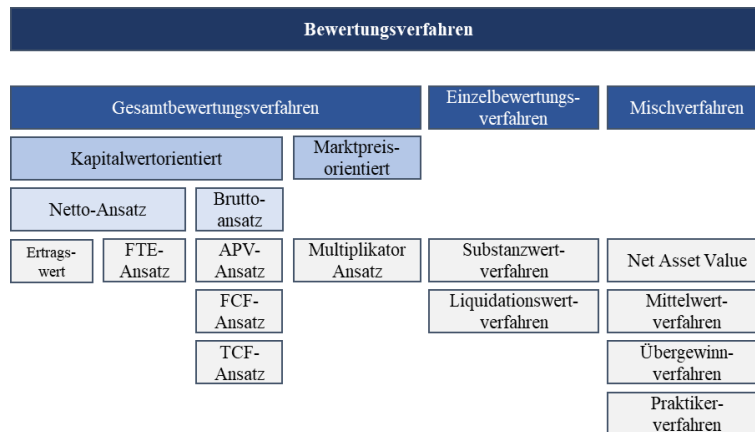 Bewertungsverfahren
Gesamtbewertungsverfahren
Einzelbewertungs-
verfahren
Mischverfahren
Kapitalwertorientiert
Marktpreis-
orientiert
Netto-Ansatz
Brutto-
ansatz
Ertrags-
wert
FTE-
Ansatz
APV-
Ansatz
Multiplikator
Ansatz
Substanzwert-
verfahren
Net Asset Value
FCF-
Ansatz
Liquidationswert-
verfahren
Mittelwert-
verfahren
TCF-
Ansatz
Übergewinn-
verfahren
Praktiker-
verfahren